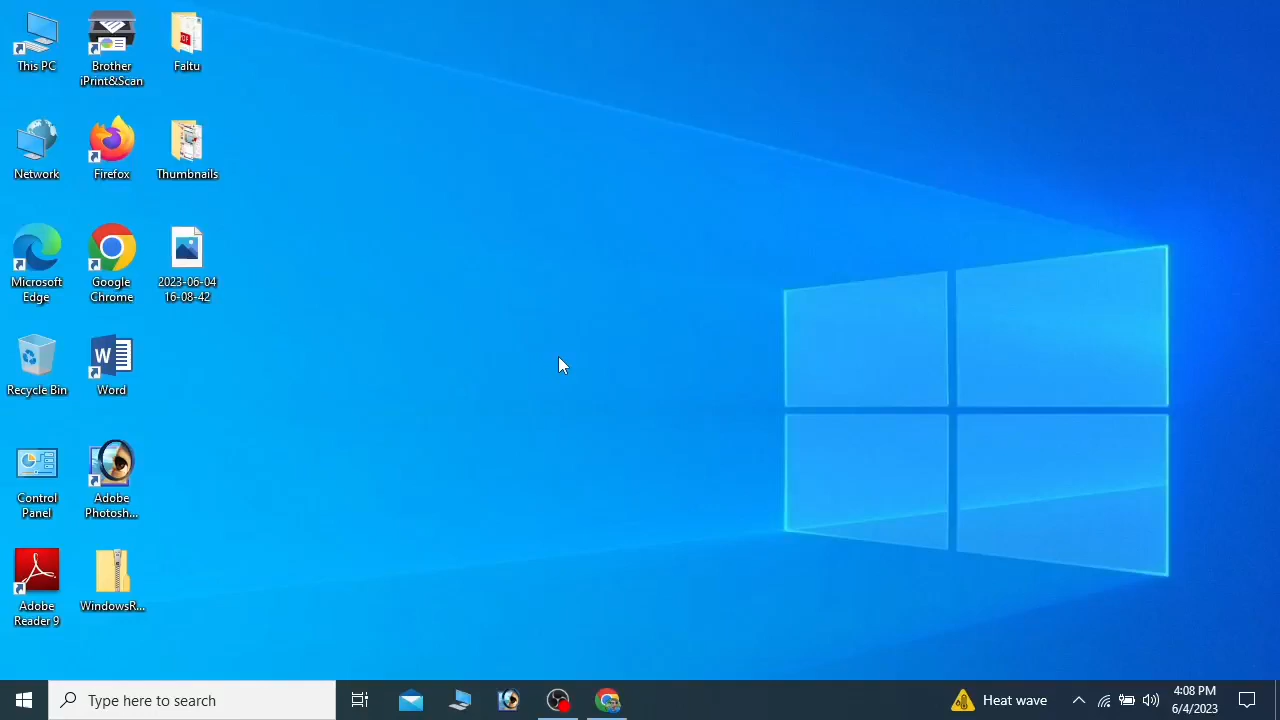 This PC
Brother
iPrint&Scan
Faltu
Network
Firefox
Thumbnails
Microsoft
Edge
Google
Chrome
2023-06-04
16-08-42
Recycle Bin
W
Word
Control
Panel
Adobe
Photosh...
Adobe
Reader 9
WindowsR...
Type here to search
Heat wave
4:08 PM
6/4/2023